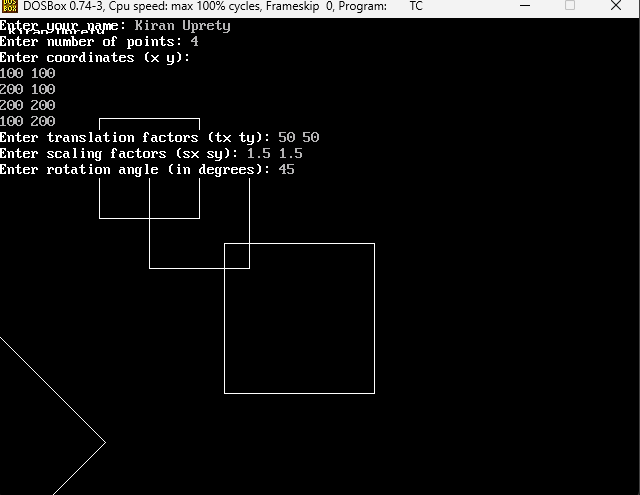 DOS BOX DOSBox 0.74-3, Cpu speed: max 100% cycles, Frameskip 0, Program: TC
Enter your name: Kiran Uprety
Enter number of points: 4
Enter coordinates (x y):
100 100
200 100
200 200
100 200
Enter translation factors (tx ty): 50 50
Enter scaling factors (sx sy): 1.5 1.5
Enter rotation angle (in degrees): 45